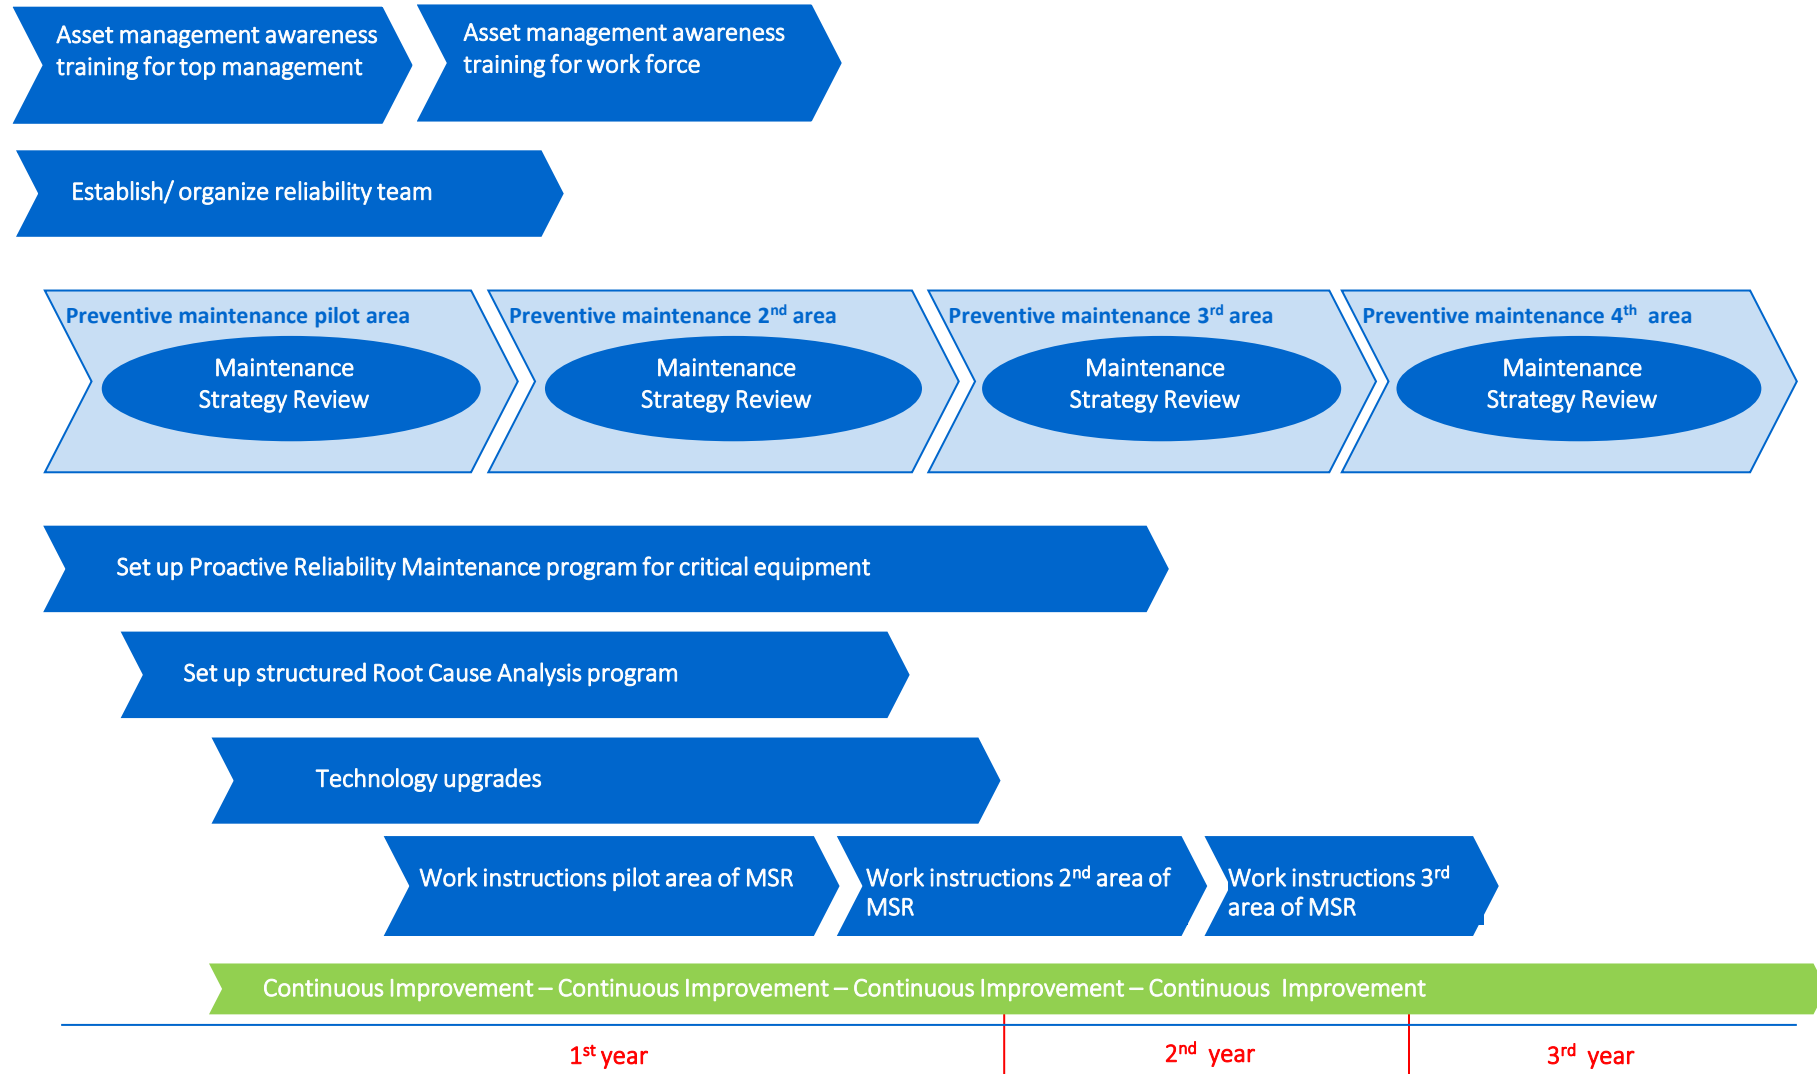 Asset management awareness
training for top management
Asset management awareness
training for work force
Establish/ organize reliability team
Preventive maintenance pilot area
Maintenance
Strategy Review
Preventive maintenance 2nd area
Maintenance
Strategy Review
Preventive maintenance 3rd area
Maintenance
Strategy Review
Preventive maintenance 4th area
Maintenance
Strategy Review
Set up Proactive Reliability Maintenance program for critical equipment
Set up structured Root Cause Analysis program
Technology upgrades
Work instructions pilot area of MSR
Work instructions 2nd area of
MSR
Work instructions 3rd
area of MSR
Continuous Improvement – Continuous Improvement – Continuous Improvement – Continuous Improvement
1st year
2nd year
3rd year